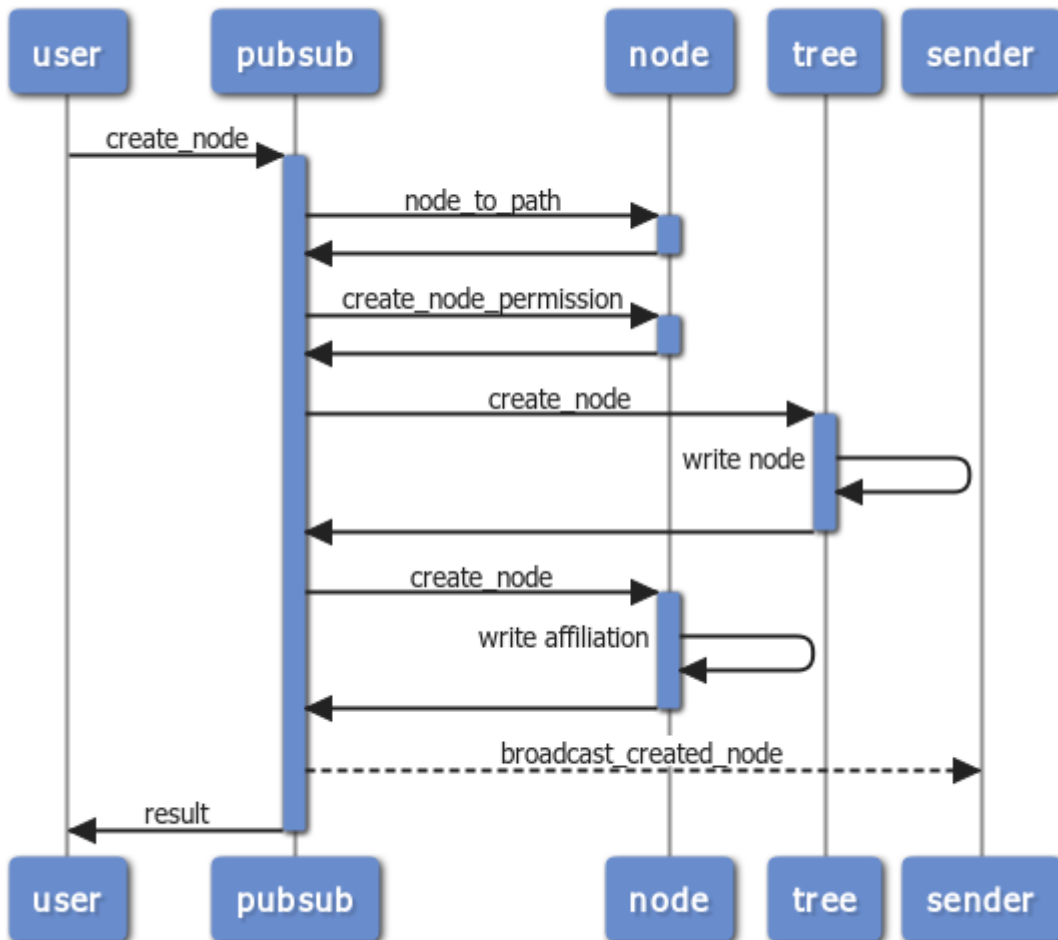 user pubsub node tree sender
create_node
node_to_path
create_node_permission
create_node
write node
create_node
write affiliation
broadcast_created_node
result
user pubsub node tree sender